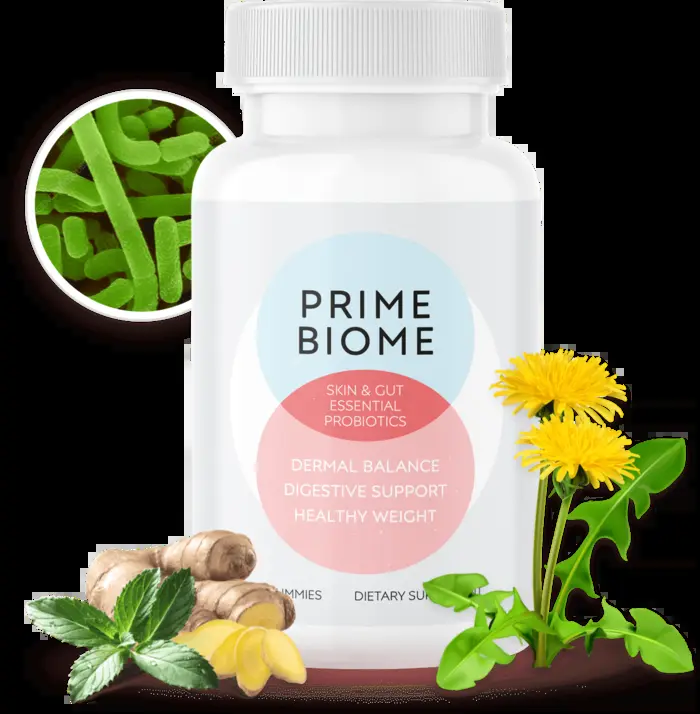 PRIME
BIOME
SKIN & GUT
ESSENTIAL
PROBIOTICS
DERMAL BALANCE
DIGESTIVE SUPPORT
HEALTHY WEIGHT
DIETARY